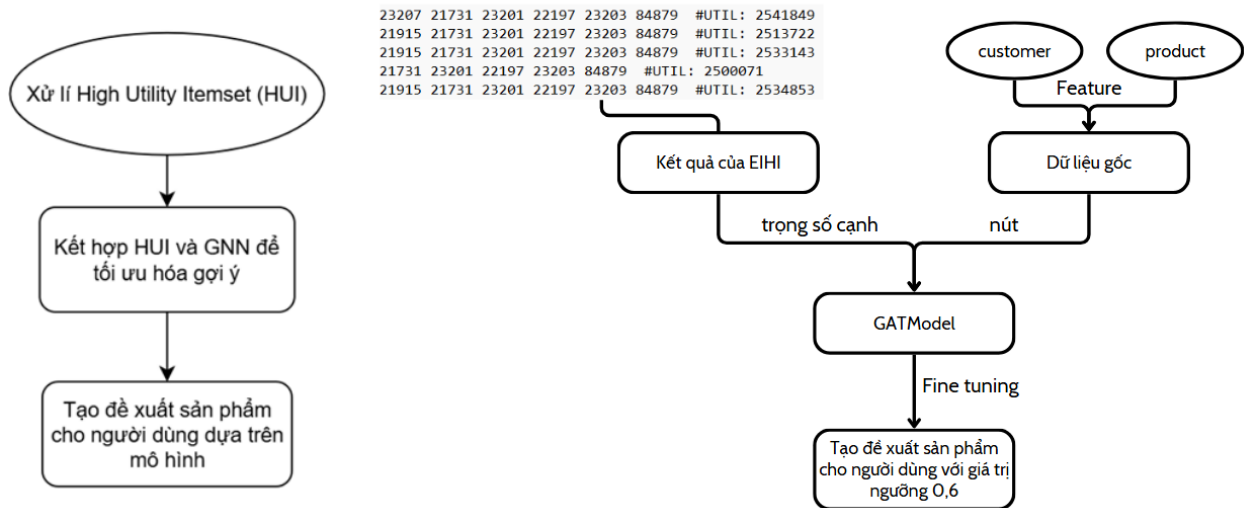 Xử lí High Utility Itemset (HUI)
Kết hợp HUI và GNN để
tối ưu hóa gợi ý
Tạo đề xuất sản phẩm
cho người dùng dựa trên
mô hình
23207 21731 23201 22197 23203 84879 #UTIL: 2541849
21915 21731 23201 22197 23203 84879 #UTIL: 2513722
21915 21731 23201 22197 23203 84879 #UTIL: 2533143
21731 23201 22197 23203 84879 #UTIL: 2500071
21915 21731 23201 22197 23203 84879 #UTIL: 2534853
customer
product
Feature
Kết quả của EIHI
Dữ liệu gốc
trọng số cạnh
nút
GATModel
Fine tuning
Tạo đề xuất sản phẩm
cho người dùng với giá trị
ngưỡng 0,6